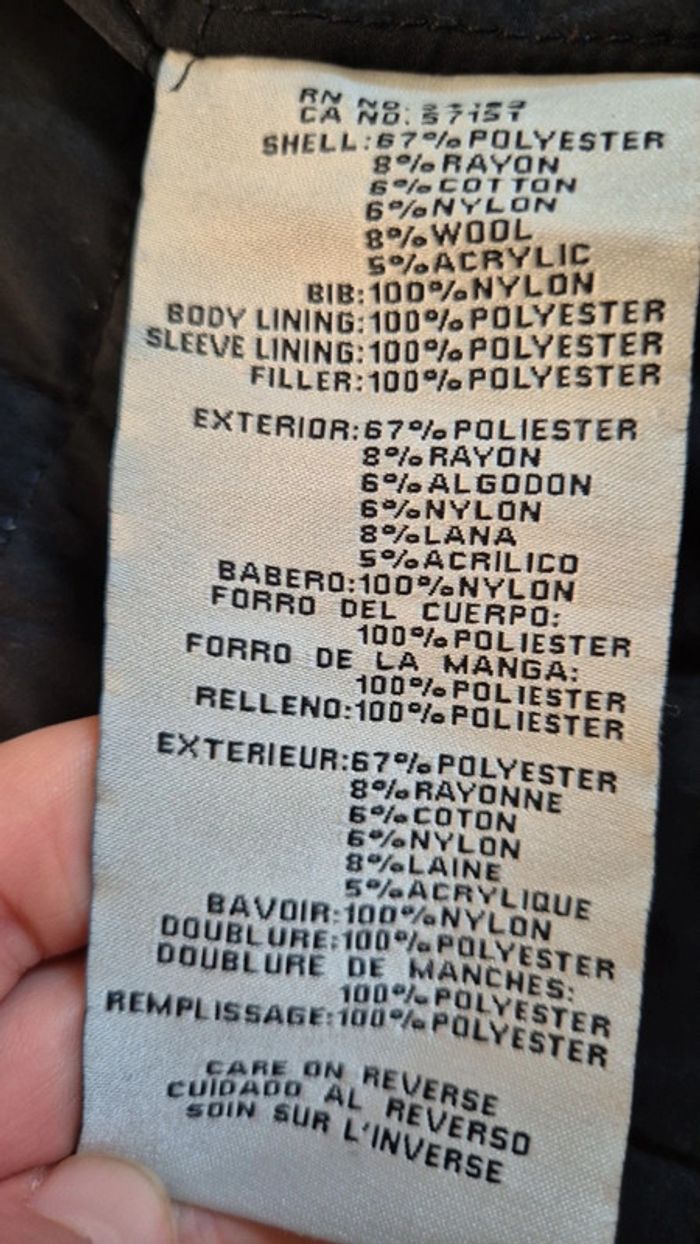 RN NO.
CA NO. 57151
SHELL:67%POLYESTER
8%RAYON
6%COTTON
6%NYLON
8%WOOL
5%ACRYLIC
BIB:100%NYLON
BODY LINING:100%POLYESTER
SLEEVE LINING:100%POLYESTER
FILLER:100%POLYESTER
EXTERIOR:67%POLIESTER
8%RAYON
6%ALGODON
6%NYLON
8%LANA
5%ACRILICO
BABERO:100%NYLON
FORRO DEL CUERPO:
100%POLIESTER
FORRO DE LA MANGA:
100%POLIESTER
RELLENO:100%POLIESTER
EXTERIEUR:67%POLYESTER
8%RAYONNE
6%COTON
6%NYLON
8%LAINE
5%ACRYLIQUE
BAVOIR:100%NYLON
DOUBLURE:100%POLYESTER
DOUBLURE DE MANCHES:
100%POLYESTER
REMPLISSAGE:100%POLYESTER
CARE ON REVERSE
CUIDADO AL REVERSO
SOIN SUR L'INVERSE